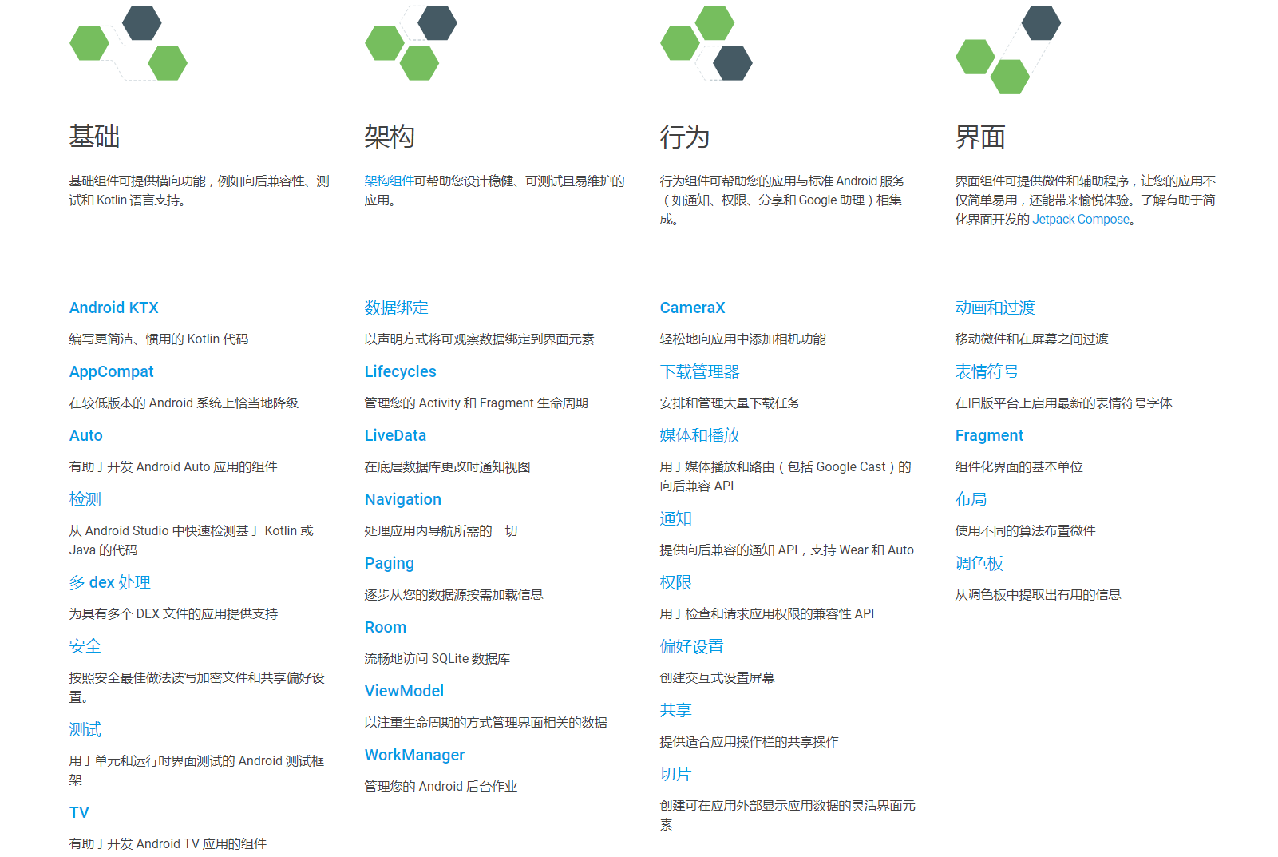 基础
基础组件可提供横向功能，例如向后兼容性、测
试和 Kotlin 语言支持。
Android KTX
编写更简洁、惯用的 Kotlin 代码
AppCompat
在较低版本的 Android 系统上恰当地降级
Auto
有助于开发 Android Auto 应用的组件
检测
从 Android Studio 中快速检测基于 Kotlin 或
Java 的代码
多 dex 处理
为具有多个 DEX 文件的应用提供支持
安全
按照安全最佳做法读写加密文件和共享偏好设
置。
测试
用于单元和运行时界面测试的 Android 测试框
架
TV
有助于开发 Android TV 应用的组件
架构
架构组件可帮助您设计稳健、可测试且易维护的
应用。
数据绑定
以声明方式将可观察数据绑定到界面元素
Lifecycles
管理您的 Activity 和 Fragment 生命周期
LiveData
在底层数据库更改时通知视图
Navigation
处理应用内导航所需的一切
Paging
逐步从您的数据源按需加载信息
Room
流畅地访问 SQLite 数据库
ViewModel
以注重生命周期的方式管理界面相关的数据
WorkManager
管理您的 Android 后台作业
行为
行为组件可帮助您的应用与标准 Android 服务
（如通知、权限、分享和 Google 助理）相集
成。
CameraX
轻松地向应用中添加相机功能
下载管理器
安排和管理大量下载任务
媒体和播放
用于媒体播放和路由（包括 Google Cast）的
向后兼容 API
通知
提供向后兼容的通知 API，支持 Wear 和 Auto
权限
用于检查和请求应用权限的兼容性 API
偏好设置
创建交互式设置屏幕
共享
提供适合应用操作栏的共享操作
切片
创建可在应用外部显示应用数据的灵活界面元
素
界面
界面组件可提供微件和辅助程序，让您的应用不
仅简单易用，还能带来愉悦体验。了解有助于简
化界面开发的 Jetpack Compose。
动画和过渡
移动微件和在屏幕之间过渡
表情符号
在旧版平台上启用最新的表情符号字体
Fragment
组件化界面的基本单位
布局
使用不同的算法布置微件
调色板
从调色板中提取出有用的信息